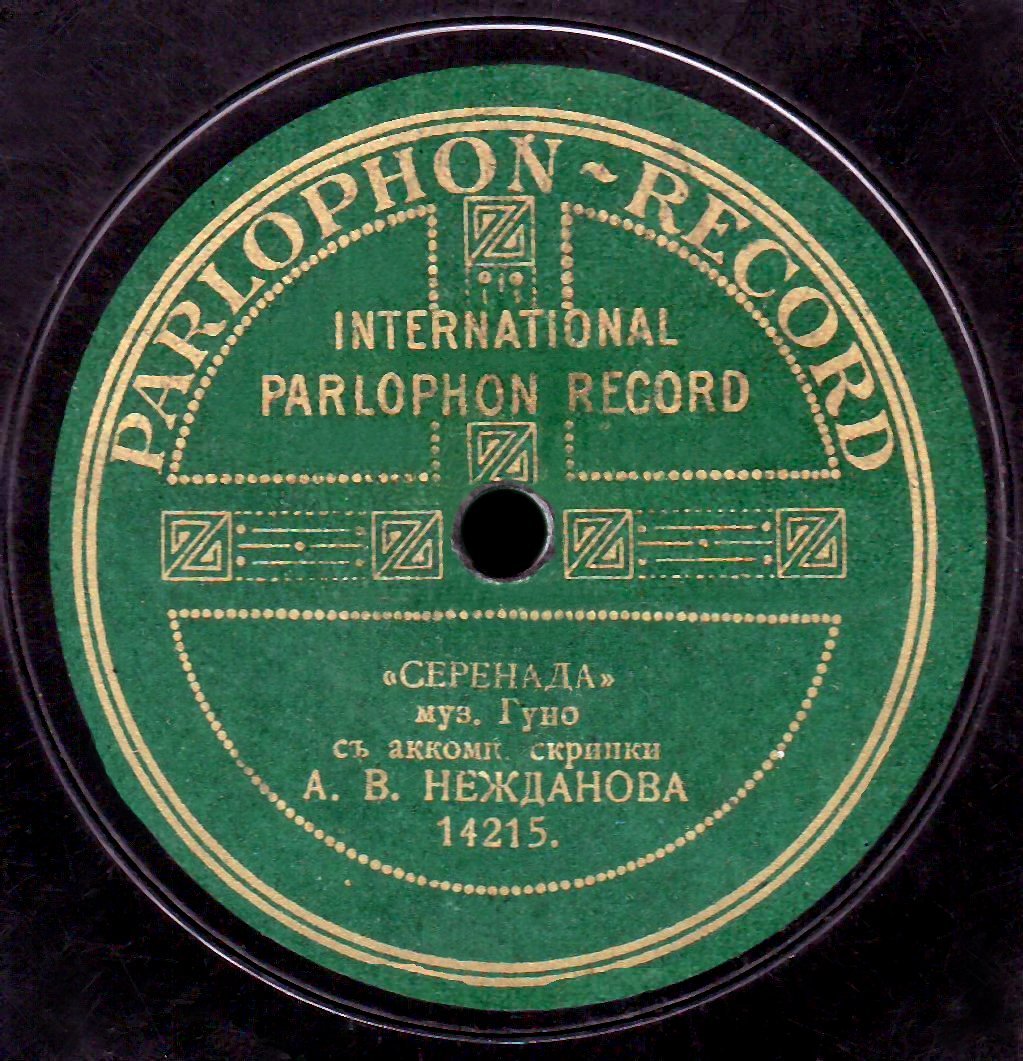 PARLOPHON ~ RECORD
INTERNATIONAL
PARLOPHON RECORD
«СЕРЕНАДА»
муз. Гуно
съ аккомп. скрипки
А. В. НЕЖДАНОВА
14215.